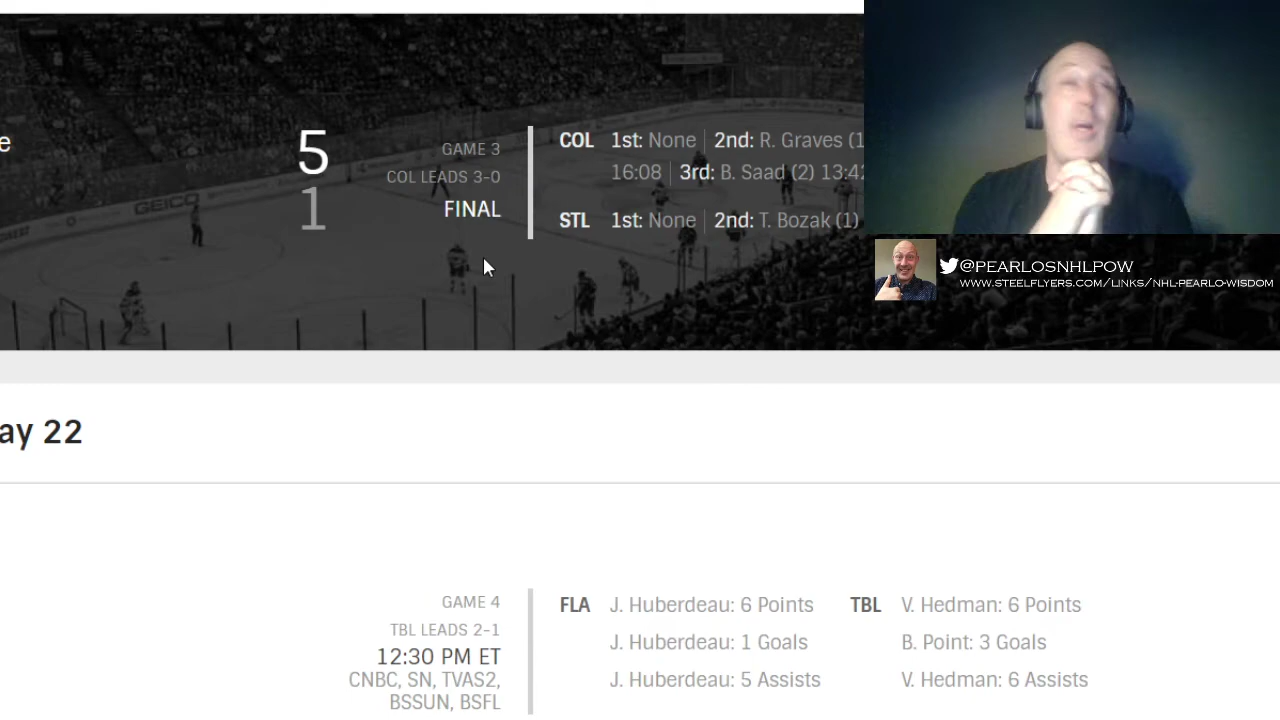 e
5
1
GAME 3
COL LEADS 3-0
FINAL
COL 1st: None | 2nd: R. Graves (1
16:08 | 3rd: B. Saad (2) 13:42
STL 1st: None | 2nd: T. Bozak (1)
GEICO
@PEARLOSNHLPOW
WWW.STEELFLYERS.COM/LINKS/NHL-PEARLO-WISDOM
ay 22
GAME 4
TBL LEADS 2-1
12:30 PM ET
CNBC, SN, TVAS2,
BSSUN, BSFL
FLA J. Huberdeau: 6 Points
J. Huberdeau: 1 Goals
J. Huberdeau: 5 Assists
TBL V. Hedman: 6 Points
B. Point: 3 Goals
V. Hedman: 6 Assists